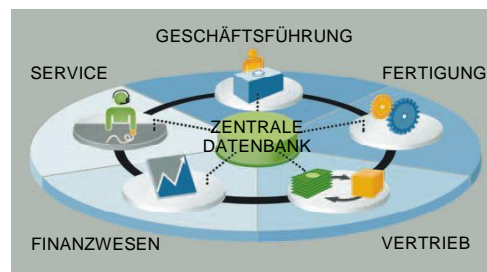 GESCHÄFTSFÜHRUNG
SERVICE
FERTIGUNG
ZENTRALE
DATENBANK
FINANZWESEN
VERTRIEB